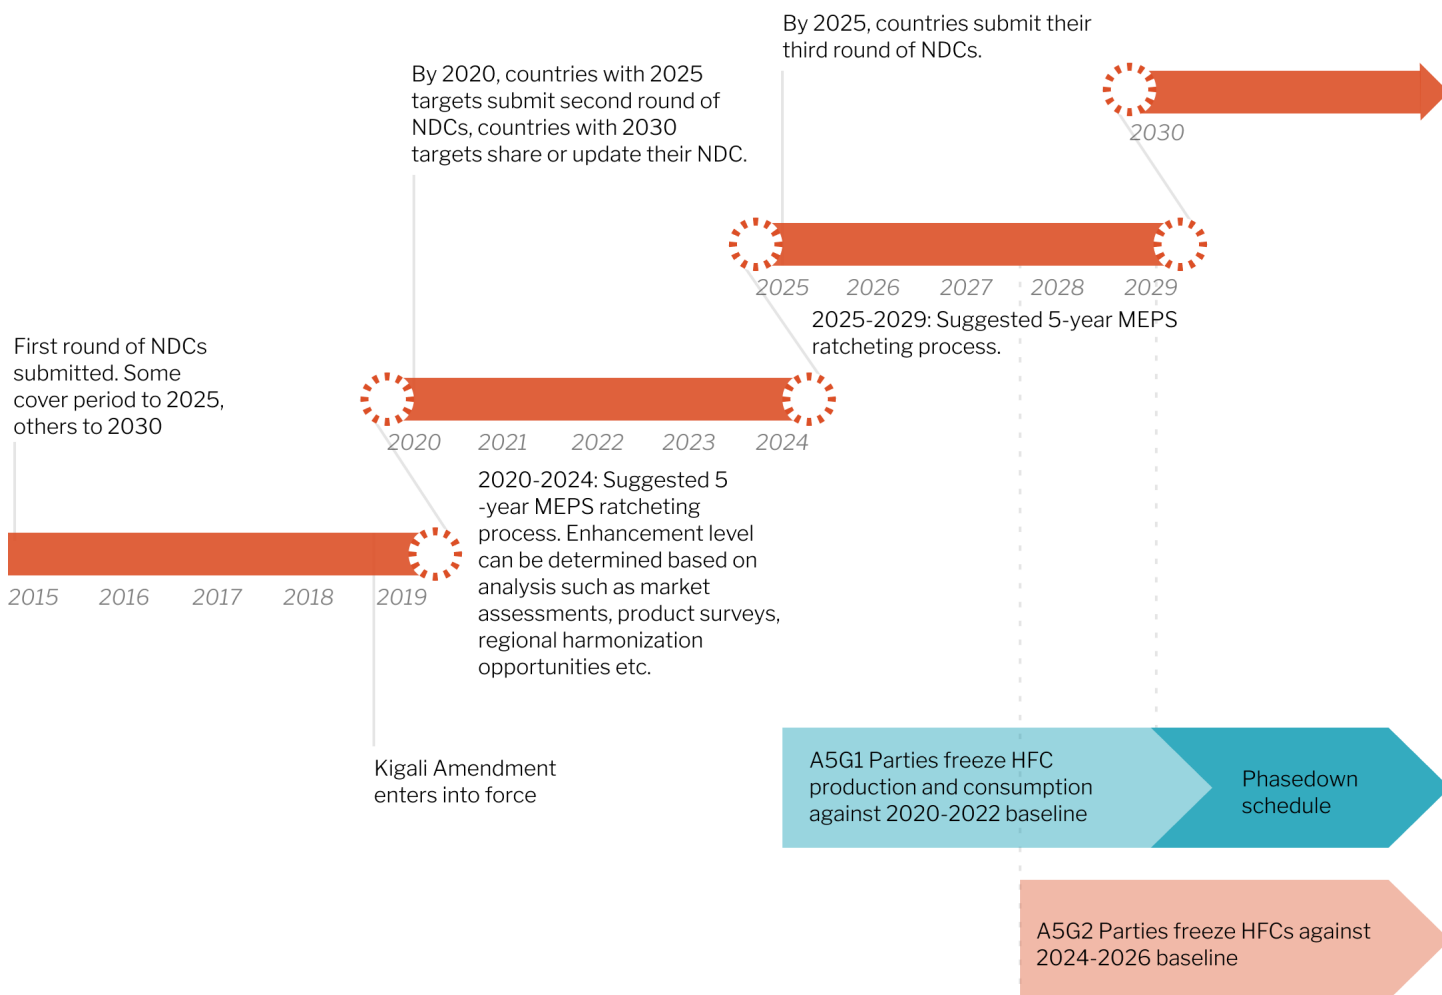 By 2025, countries submit their
third round of NDCs.
By 2020, countries with 2025
targets submit second round of
NDCs, countries with 2030
targets share or update their NDC.
2030
2025 2026 2027 2028 2029
2025-2029: Suggested 5-year MEPS
ratcheting process.
First round of NDCs
submitted. Some
cover period to 2025,
others to 2030
2020 2021 2022 2023 2024
2020-2024: Suggested 5
-year MEPS ratcheting
process. Enhancement level
can be determined based on
analysis such as market
assessments, product surveys,
regional harmonization
opportunities etc.
2015 2016 2017 2018 2019
Kigali Amendment
enters into force
A5G1 Parties freeze HFC
production and consumption
against 2020-2022 baseline
Phasedown
schedule
A5G2 Parties freeze HFCs against
2024-2026 baseline